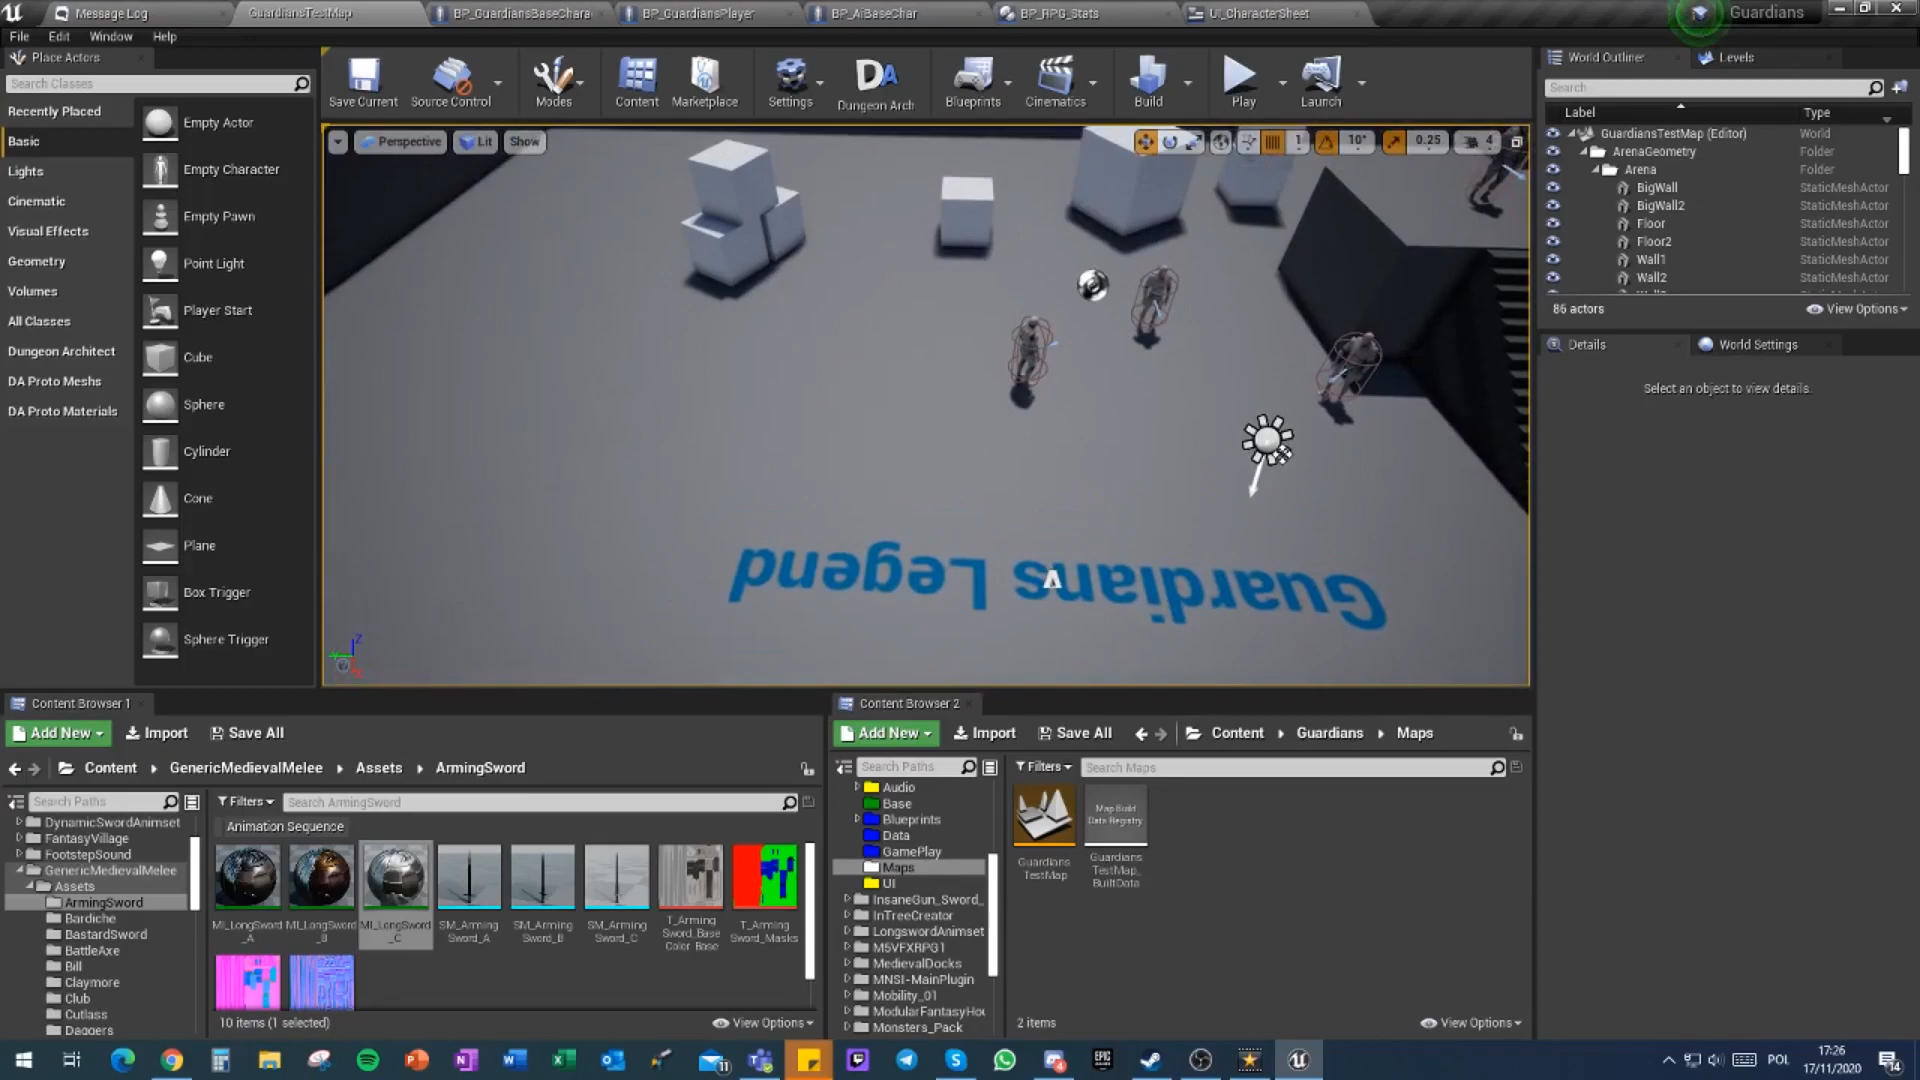 Message Log
GuardiansTestMap
BP_GuardiansBaseChara
BP_GuardiansPlayer
BP_AiBaseChar
BP_RPG_Stats
UI_CharacterSheet
Guardians
File Edit Window Help
Place Actors
Search Classes
Recently Placed
Basic
Lights
Cinematic
Visual Effects
Geometry
Volumes
All Classes
Dungeon Architect
DA Proto Meshs
DA Proto Materials
Empty Actor
Empty Character
Empty Pawn
Point Light
Player Start
Cube
Sphere
Cylinder
Cone
Plane
Box Trigger
Sphere Trigger
Save Current
Source Control
Modes
Content
Marketplace
Settings
DA
Dungeon Arch
Blueprints
Cinematics
Build
Play
Launch
Perspective
Lit
Show
1
10°
0.25
4
Guardians Legend
World Outliner
Levels
Search
Label Type
GuardiansTestMap (Editor) World
ArenaGeometry Folder
Arena Folder
BigWall StaticMeshActor
BigWall2 StaticMeshActor
Floor StaticMeshActor
Floor2 StaticMeshActor
Wall1 StaticMeshActor
Wall2 StaticMeshActor
86 actors
View Options
Details
World Settings
Select an object to view details.
Content Browser 1
Add New
Import
Save All
Content
GenericMedievalMelee
Assets
ArmingSword
Search Paths
Filters
Search ArmingSword
Animation Sequence
DynamicSwordAnimset
FantasyVillage
FootstepSound
GenericMedievalMelee
Assets
ArmingSword
Bardiche
BastardSword
BattleAxe
Bill
Claymore
Club
Cutlass
Daggers
MI_LongSword
_A
MI_LongSword
_B
MI_LongSword
_C
SM_Arming
Sword_A
SM_Arming
Sword_B
SM_Arming
Sword_C
T_Arming
Sword_Base
Color_Base
T_Arming
Sword_Masks
10 items (1 selected)
View Options
Content Browser 2
Add New
Import
Save All
Content
Guardians
Maps
Search Paths
Filters
Search Maps
Audio
Base
Blueprints
Data
GamePlay
Maps
UI
InsaneGun_Sword_
InTreeCreator
LongswordAnimset
M5VFXRPG1
MedievalDocks
MNSI-MainPlugin
Mobility_01
ModularFantasyHou
Monsters_Pack
Guardians
TestMap
Map Build
Data Registry
Guardians
TestMap_
BuiltData
2 items
View Options
POL
17:26
17/11/2020